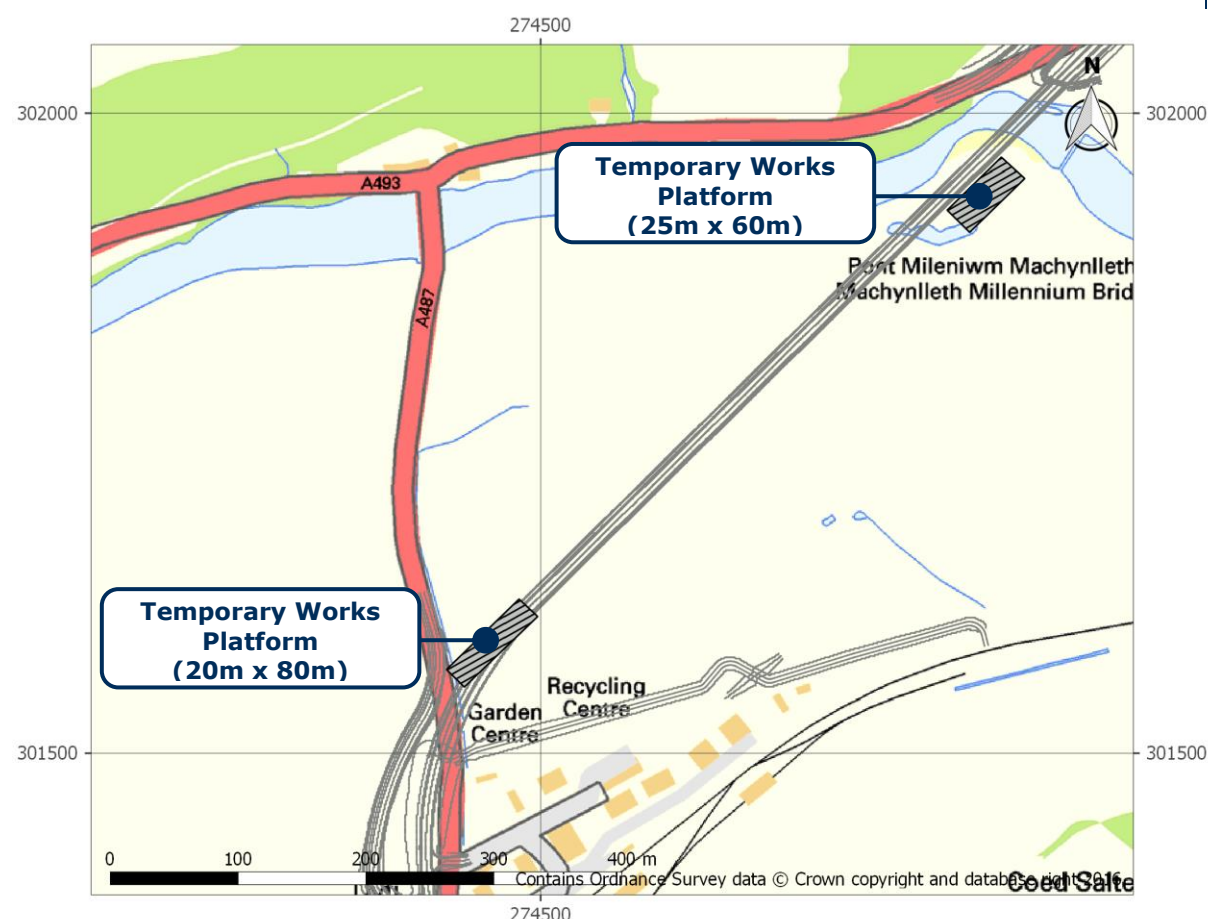 274500
302000
302000
N
Temporary Works
Platform
(25m x 60m)
A493
Pont Mileniwm Machynlleth
Machynlleth Millennium Brid
A487
Temporary Works
Platform
(20m x 80m)
Recycling
Centre
Garden
Centre
301500
301500
0 100 200 300 400 m
Contains Ordnance Survey data © Crown copyright and database right 2016
Coed Salte
274500